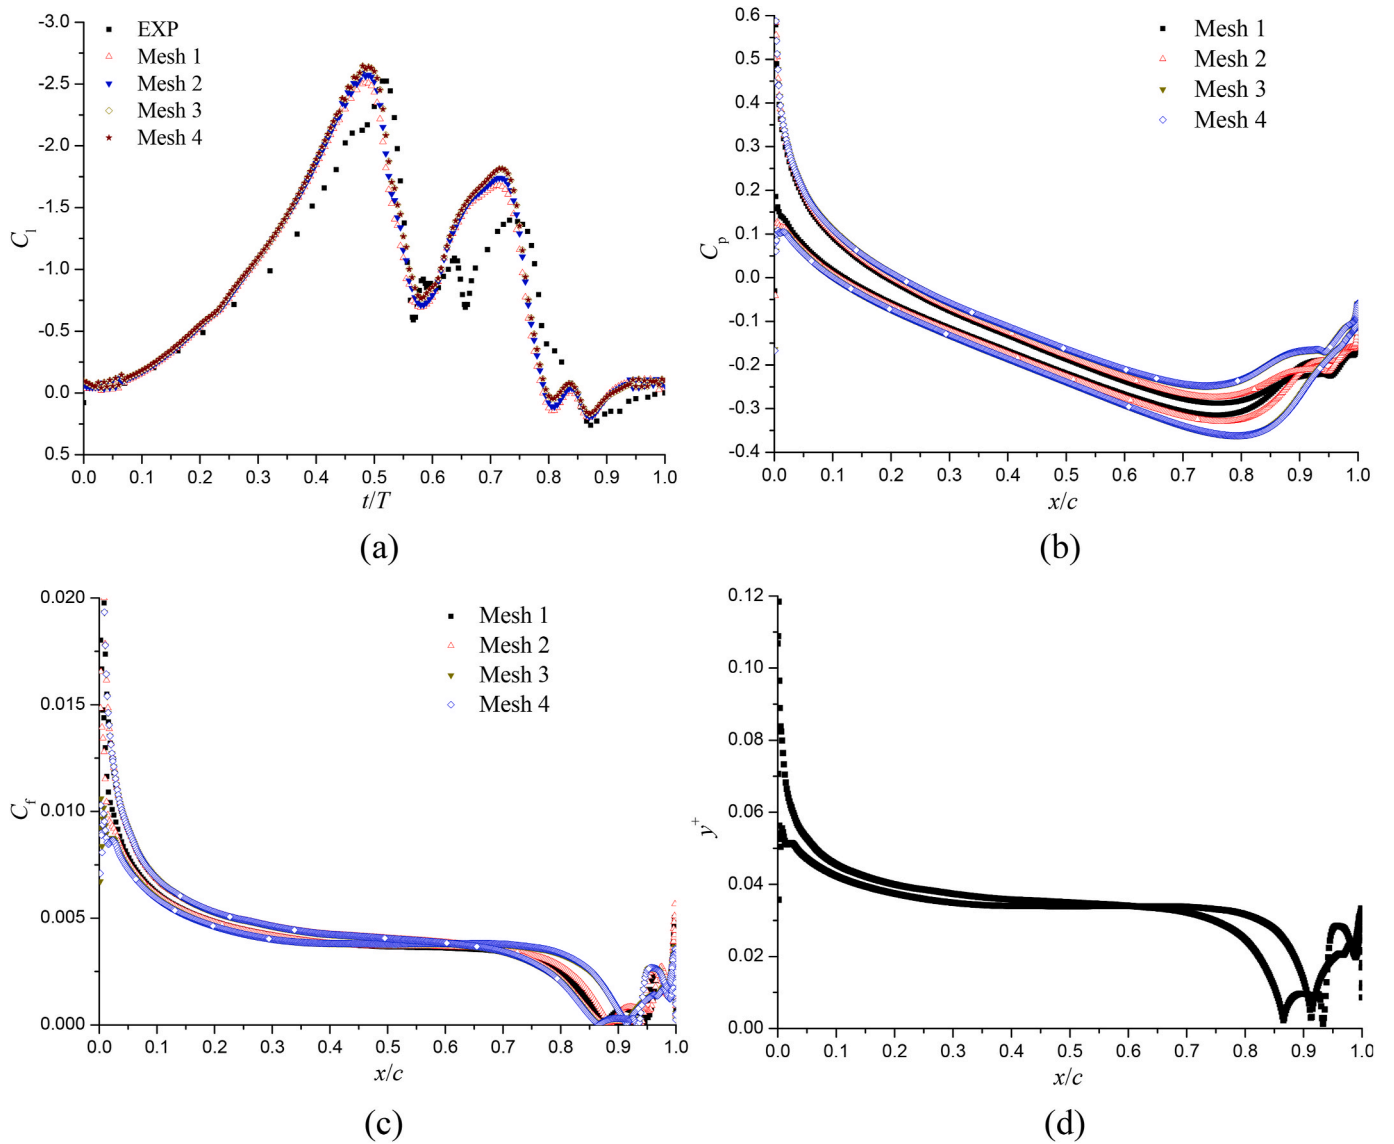 -3.0
-2.5
-2.0
-1.5
-1.0
-0.5
0.0
0.5
C_l
EXP
Mesh 1
Mesh 2
Mesh 3
Mesh 4
0.0 0.1 0.2 0.3 0.4 0.5 0.6 0.7 0.8 0.9 1.0
t/T
(a)
0.6
0.5
0.4
0.6
0.2
0.1
0.0
-0.1
-0.2
-0.3
-0.4
C_p
Mesh 1
Mesh 2
Mesh 3
Mesh 4
0.0 0.1 0.2 0.3 0.4 0.5 0.6 0.7 0.8 0.9 1.0
x/c
(b)
0.020
0.015
0.010
0.005
0.000
C_f
Mesh 1
Mesh 2
Mesh 3
Mesh 4
0.0 0.1 0.2 0.3 0.4 0.5 0.6 0.7 0.8 0.9 1.0
x/c
(c)
0.12
0.10
0.08
0.06
0.04
0.02
0.00
y^+
0.0 0.1 0.2 0.3 0.4 0.5 0.6 0.7 0.8 0.9 1.0
x/c
(d)